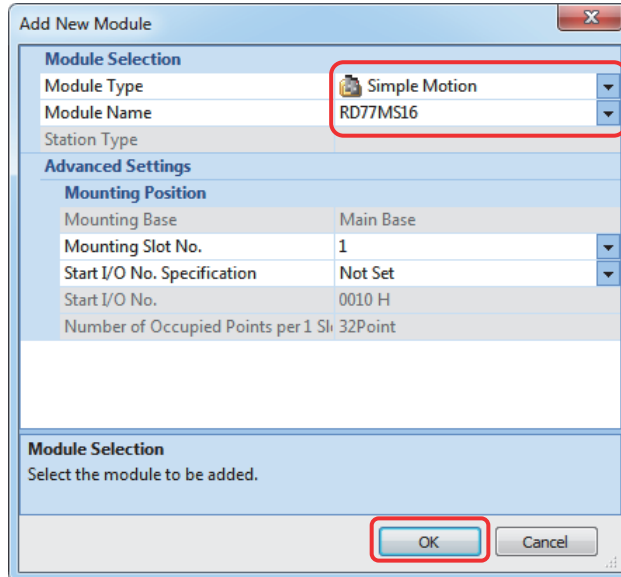 Add New Module
Module Selection
Module Type Simple Motion
Module Name RD77MS16
Station Type
Advanced Settings
Mounting Position
Mounting Base Main Base
Mounting Slot No. 1
Start I/O No. Specification Not Set
Start I/O No. 0010 H
Number of Occupied Points per 1 Sl 32Point
Module Selection
Select the module to be added.
OK Cancel